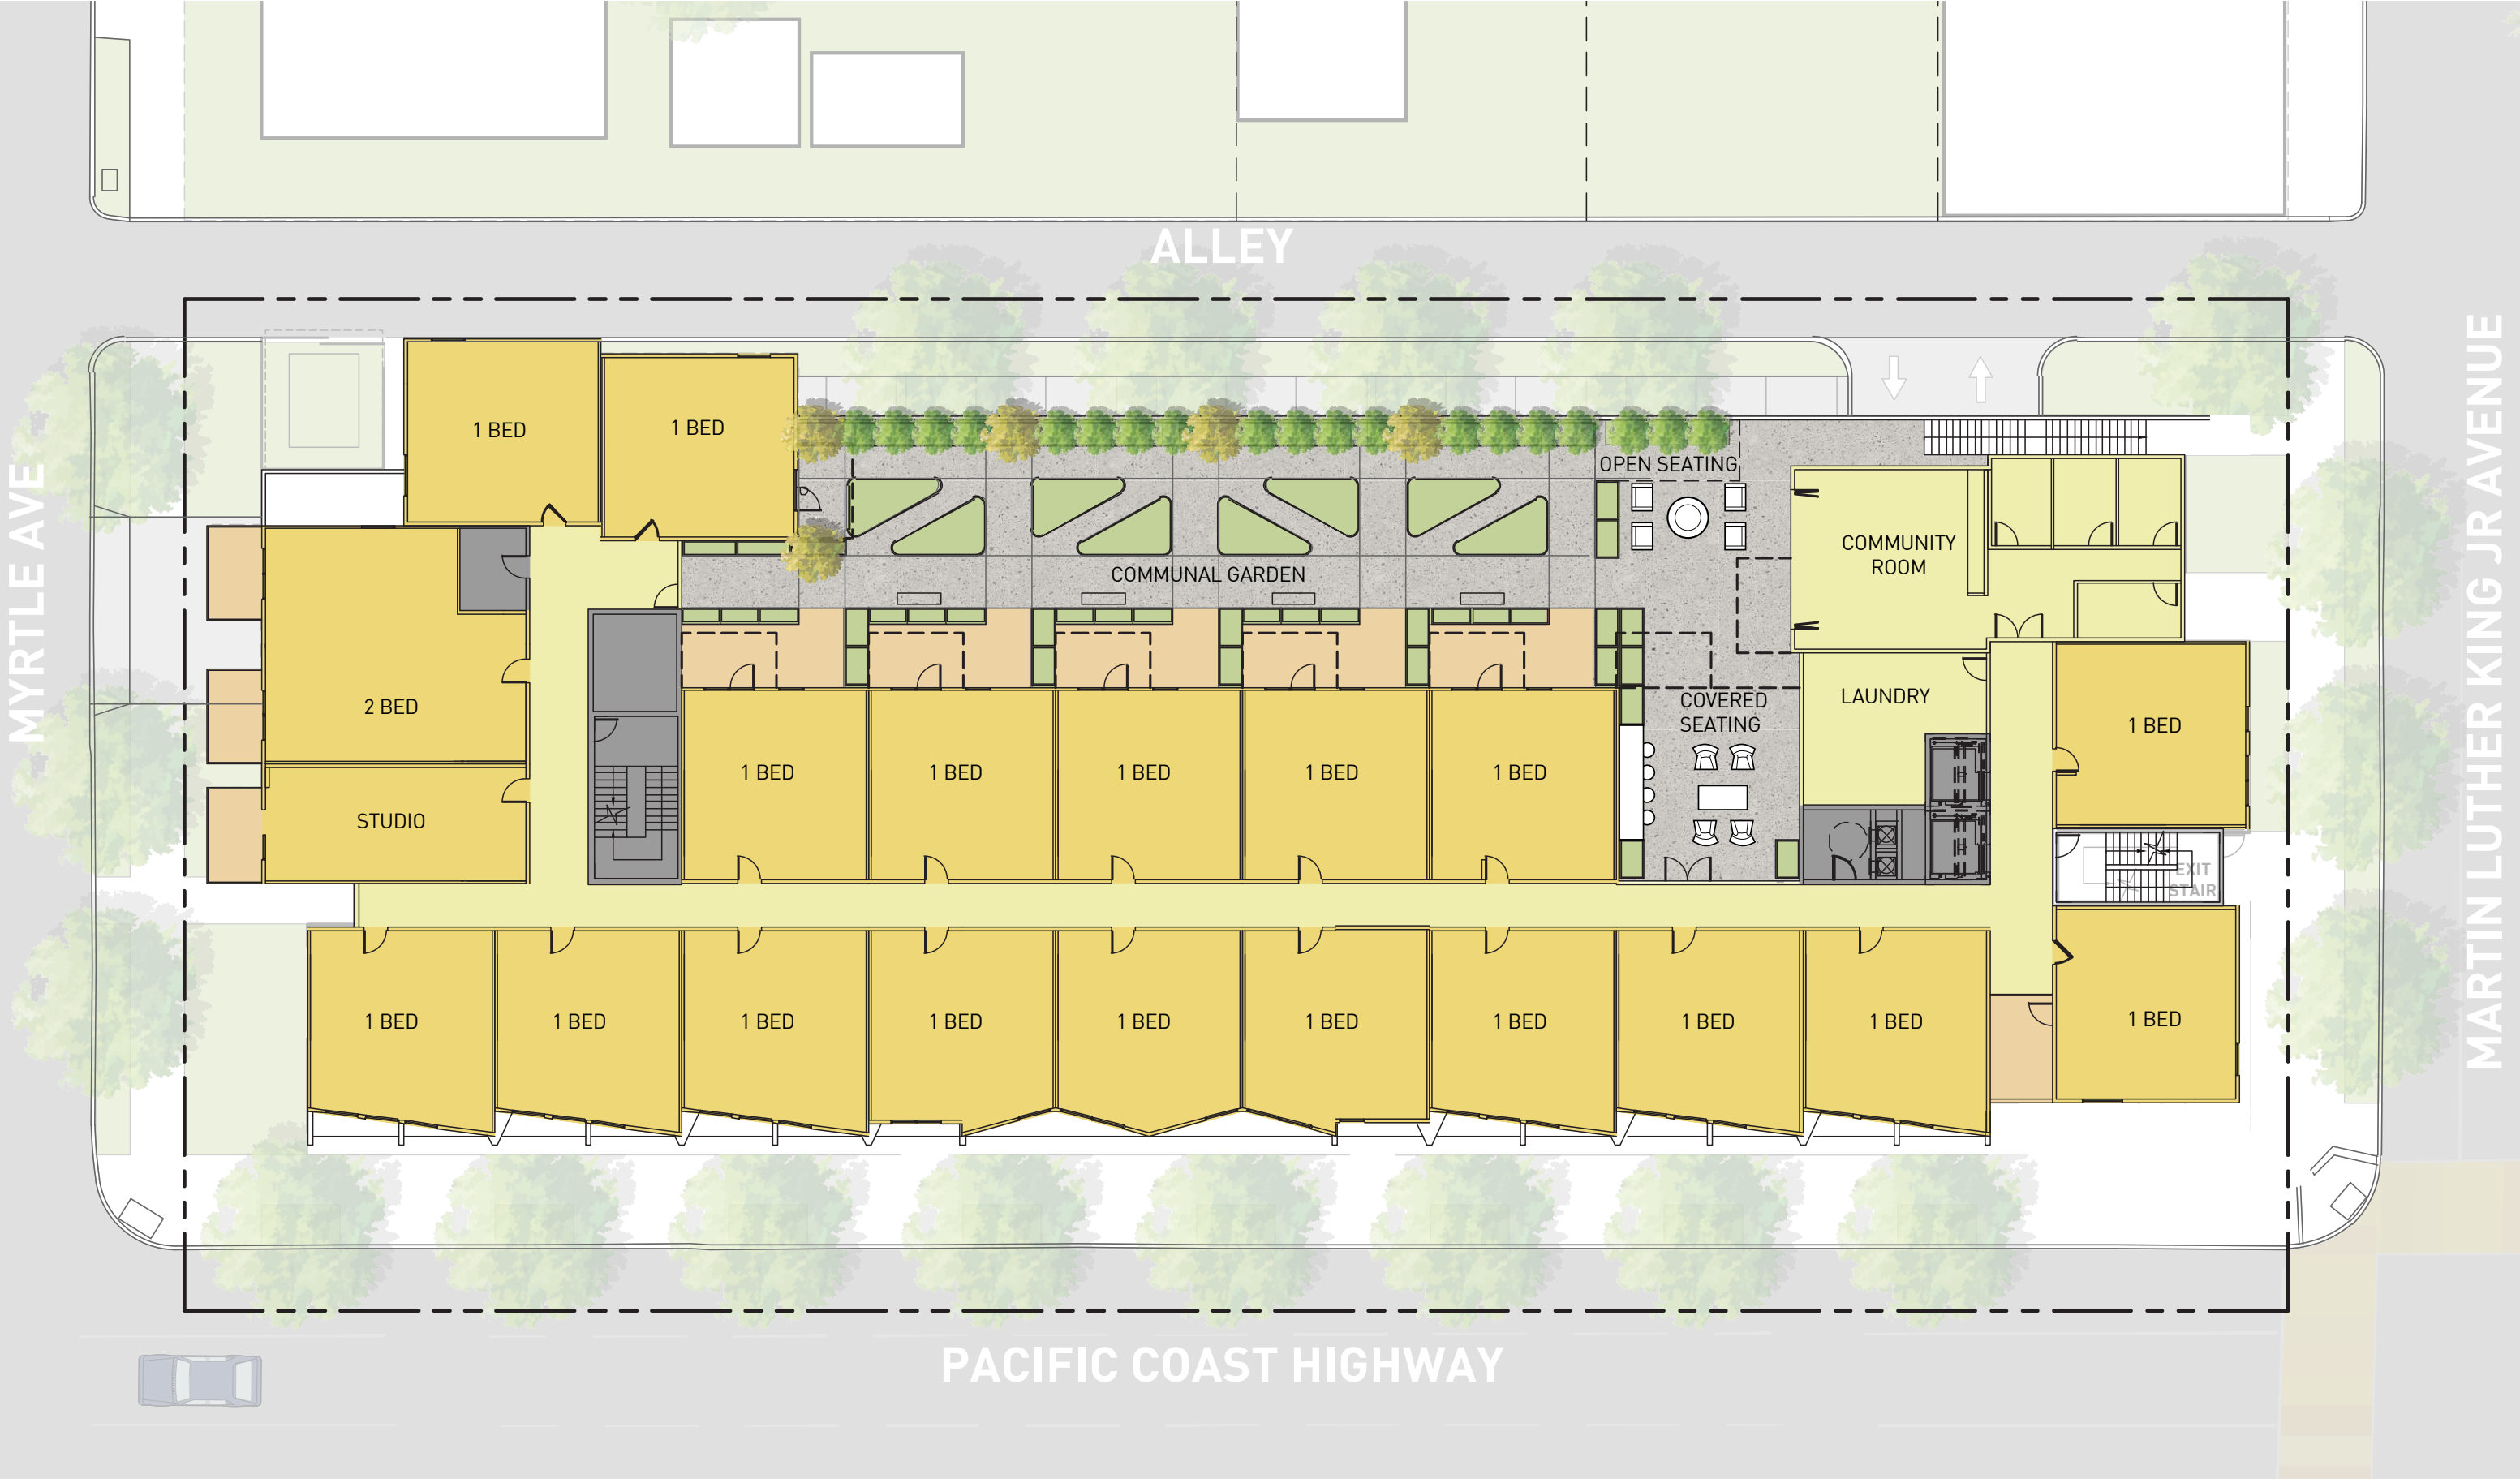 ALLEY
MYRTLE AVE
MARTIN LUTHER KING JR AVENUE
1 BED
1 BED
OPEN SEATING
COMMUNITY
ROOM
COMMUNAL GARDEN
2 BED
COVERED
SEATING
LAUNDRY
1 BED
STUDIO
1 BED
1 BED
1 BED
1 BED
1 BED
EXIT
STAIR
1 BED
1 BED
1 BED
1 BED
1 BED
1 BED
1 BED
1 BED
1 BED
1 BED
PACIFIC COAST HIGHWAY